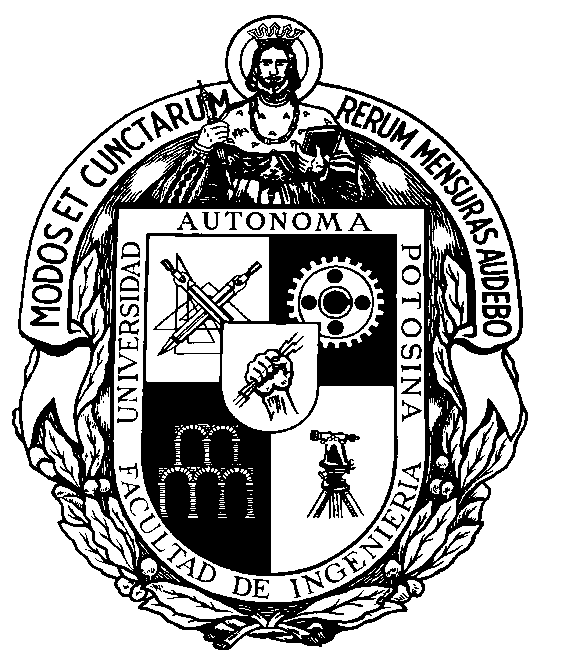 MODOS ET CUNCTARUM RERUM MENSURAS AUDEBO
UNIVERSIDAD AUTONOMA POTOSINA
FACULTAD DE INGENIERIA